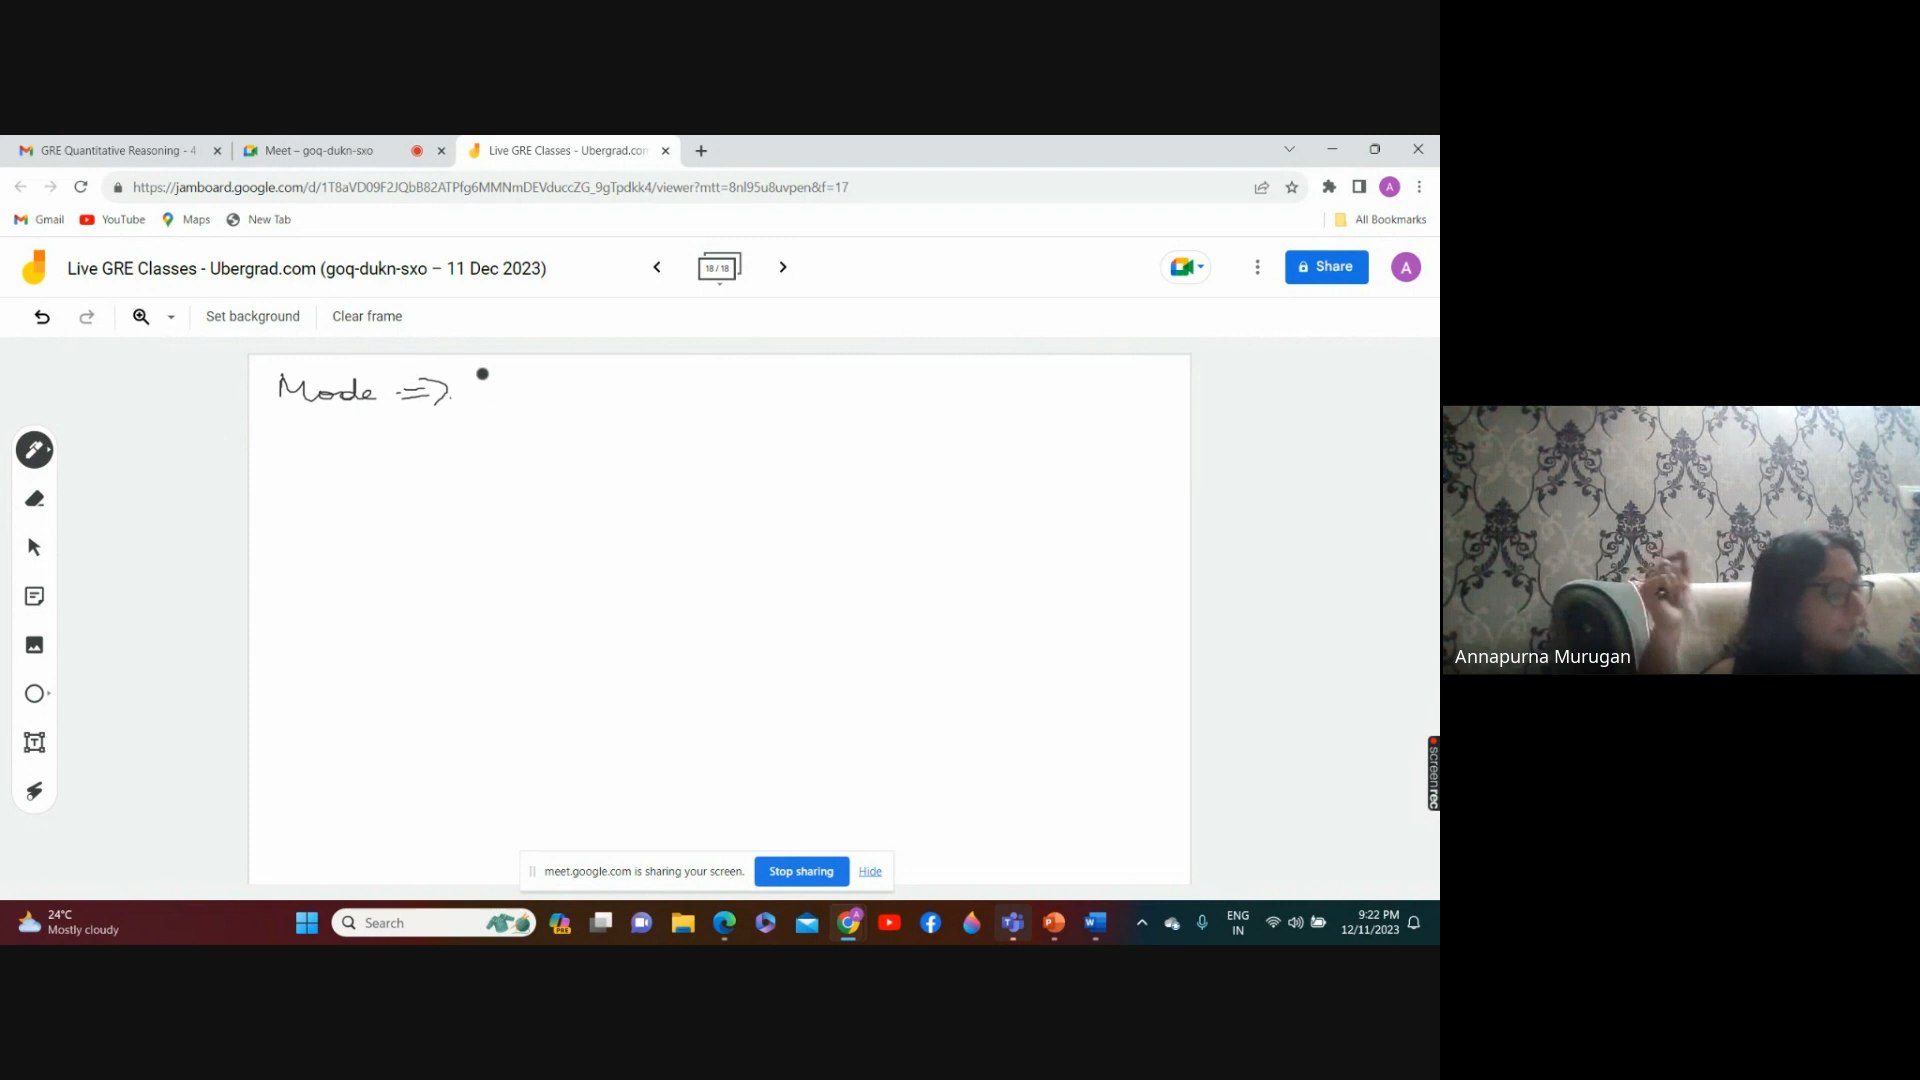 GRE Quantitative Reasoning - 4
Meet – goq-dukn-sxo
Live GRE Classes - Ubergrad.con
https://jamboard.google.com/d/1T8aVD09F2JQbB82ATPfg6MMNmDEVduccZG_9gTpdkk4/viewer?mtt=8nl95u8uvpen&f=17
A
Gmail
YouTube
Maps
New Tab
All Bookmarks
Live GRE Classes - Ubergrad.com (goq-dukn-sxo – 11 Dec 2023)
18 / 18
Share
A
Set background
Clear frame
Mode =>
Annapurna Murugan
screenrec
meet.google.com is sharing your screen.
Stop sharing
Hide
24°C
Mostly cloudy
Search
PRE
ENG
IN
9:22 PM
12/11/2023